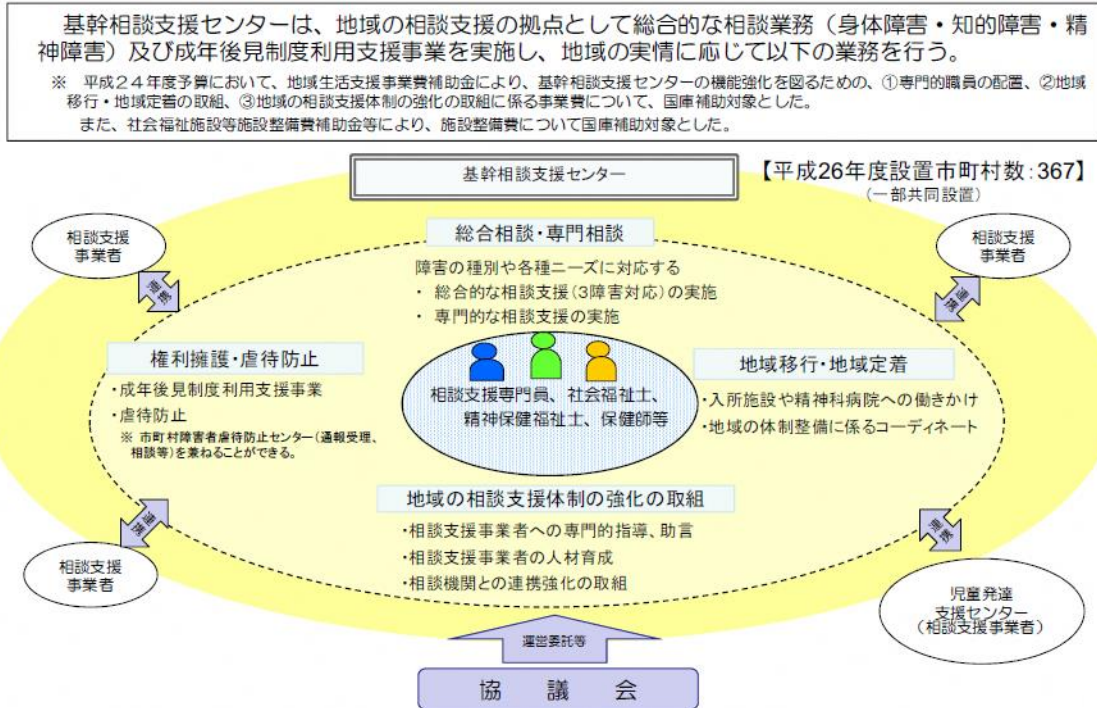 基幹相談支援センターは、地域の相談支援の拠点として総合的な相談業務（身体障害・知的障害・精
神障害）及び成年後見制度利用支援事業を実施し、地域の実情に応じて以下の業務を行う。
※　平成２４年度予算において、地域生活支援事業費補助金により、基幹相談支援センターの機能強化を図るための、①専門的職員の配置、②地域
移行・地域定着の取組、③地域の相談支援体制の強化の取組に係る事業費について、国庫補助対象とした。
また、社会福祉施設等施設整備費補助金等により、施設整備費について国庫補助対象とした。
基幹相談支援センター
【平成26年度設置市町村数：367】
（一部共同設置）
相談支援
事業者
相談支援
事業者
連携
連携
総合相談・専門相談
障害の種別や各種ニーズに対応する
・ 総合的な相談支援（3障害対応）の実施
・ 専門的な相談支援の実施
権利擁護・虐待防止
・成年後見制度利用支援事業
・虐待防止
※ 市町村障害者虐待防止センター（通報受理、
相談等）を兼ねることができる。
相談支援専門員、社会福祉士、
精神保健福祉士、保健師等
地域移行・地域定着
・入所施設や精神科病院への働きかけ
・地域の体制整備に係るコーディネート
地域の相談支援体制の強化の取組
・相談支援事業者への専門的指導、助言
・相談支援事業者の人材育成
・相談機関との連携強化の取組
連携
連携
相談支援
事業者
児童発達
支援センター
（相談支援事業者）
運営委託等
協　議　会